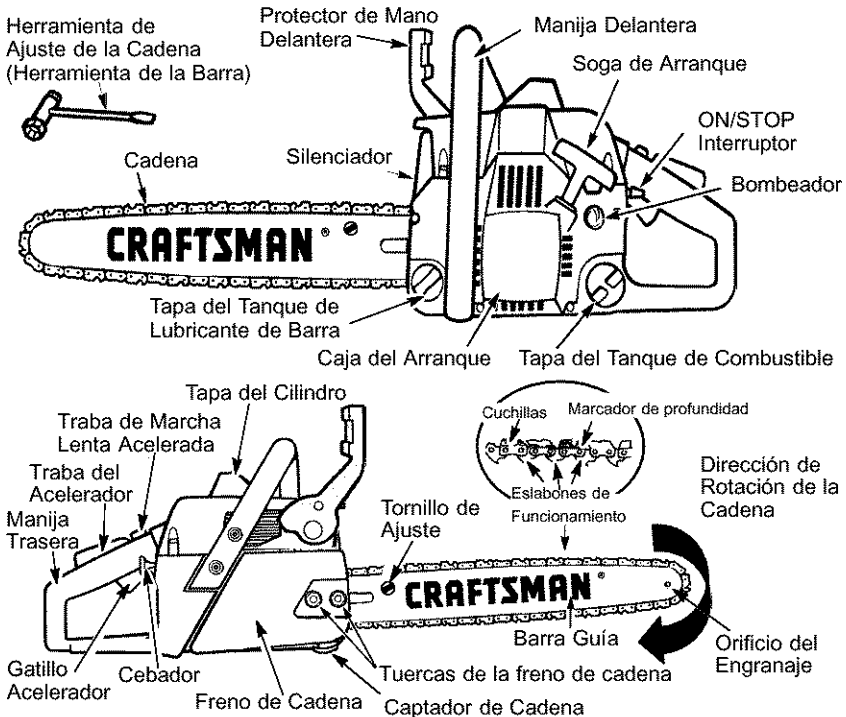 Herramienta de
Ajuste de la Cadena
(Herramienta de la Barra)
Protector de Mano
Delantera
Manija Delantera
Soga de Arranque
ON/STOP
Interruptor
Cadena
Silenciador
Bombeador
CRAFTSMAN®
Tapa del Tanque de
Lubricante de Barra
Caja del Arranque
Tapa del Tanque de Combustible
Tapa del Cilindro
Traba de Marcha
Lenta Acelerada
Traba del
Acelerador
Manija
Trasera
Cuchillas
Marcador de profundidad
Eslabones de
Funcionamiento
Tornillo de
Ajuste
Dirección de
Rotación de la
Cadena
CRAFTSMAN®
Barra Guía
Orificio del
Engranaje
Gatillo
Acelerador
Cebador
Freno de Cadena
Tuercas de la freno de cadena
Captador de Cadena